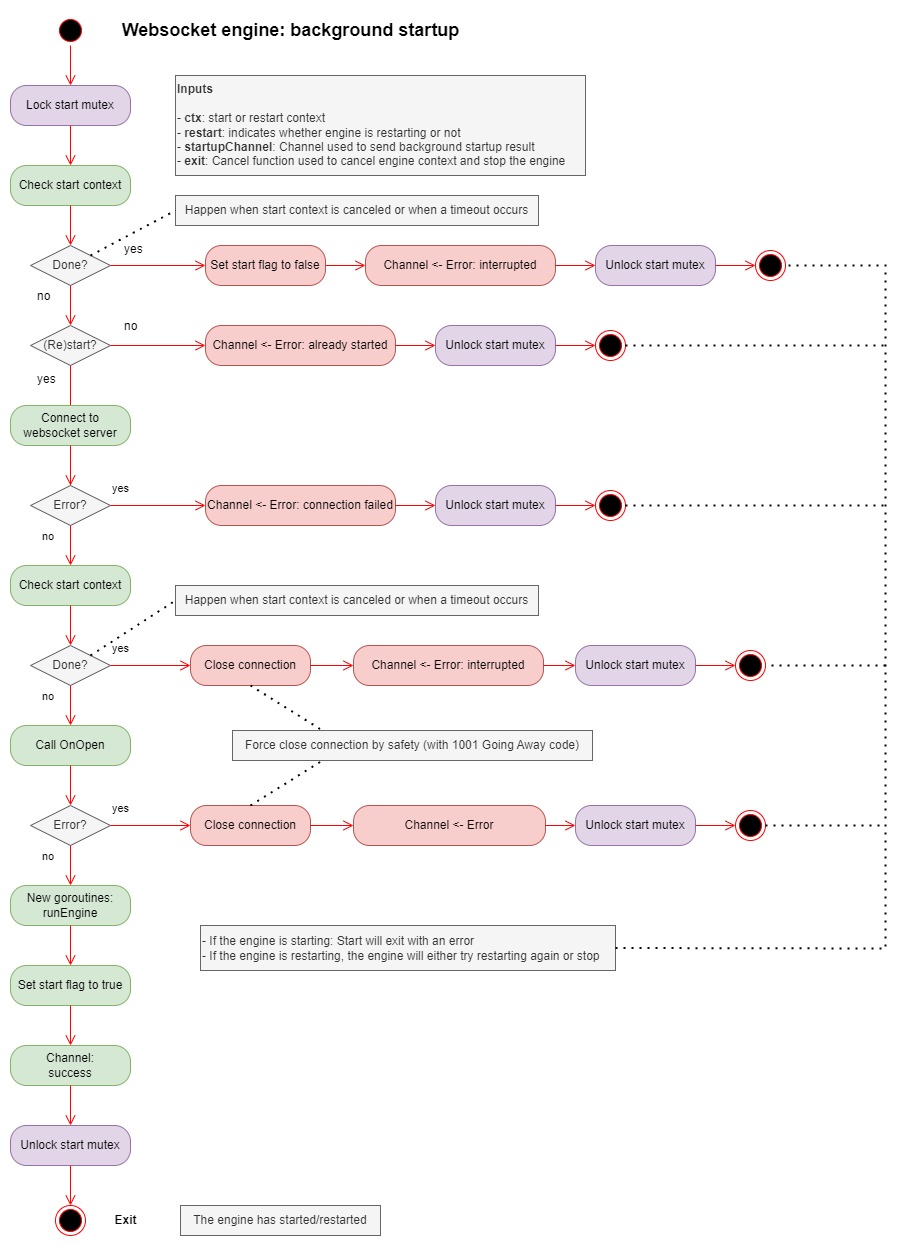 Websocket engine: background startup
Lock start mutex
Inputs
- ctx: start or restart context
- restart: indicates whether engine is restarting or not
- startupChannel: Channel used to send background startup result
- exit: Cancel function used to cancel engine context and stop the engine
Check start context
Happen when start context is canceled or when a timeout occurs
Done?
yes
Set start flag to false
Channel <- Error: interrupted
Unlock start mutex
no
(Re)start?
no
Channel <- Error: already started
Unlock start mutex
yes
Connect to
websocket server
Error?
yes
Channel <- Error: connection failed
Unlock start mutex
no
Check start context
Happen when start context is canceled or when a timeout occurs
Done?
yes
Close connection
Channel <- Error: interrupted
Unlock start mutex
no
Call OnOpen
Force close connection by safety (with 1001 Going Away code)
Error?
yes
Close connection
Channel <- Error
Unlock start mutex
no
New goroutines:
runEngine
- If the engine is starting: Start will exit with an error
- If the engine is restarting, the engine will either try restarting again or stop
Set start flag to true
Channel:
success
Unlock start mutex
Exit
The engine has started/restarted